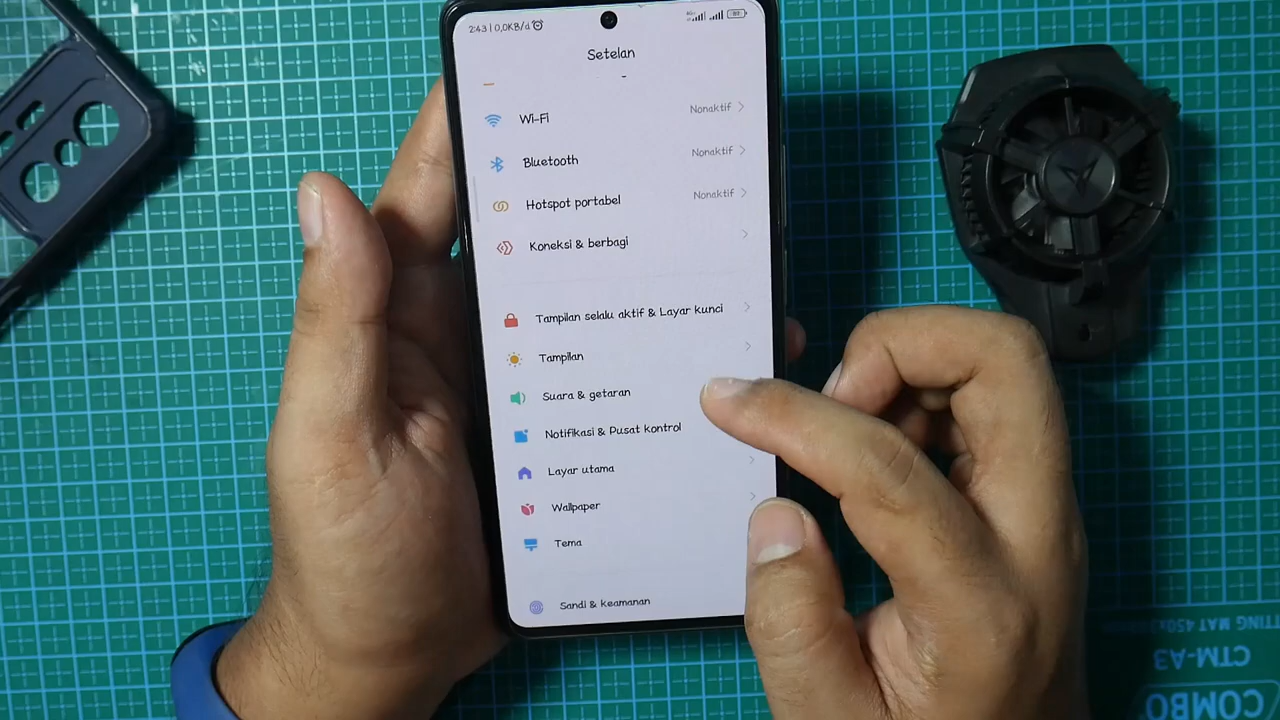 2:43 | 0,0KB/d
Setelan
Wi-Fi
Nonaktif
Bluetooth
Nonaktif
Hotspot portabel
Nonaktif
Koneksi & berbagi
Tampilan selalu aktif & Layar kunci
Tampilan
Suara & getaran
Notifikasi & Pusat kontrol
Layar utama
Wallpaper
Tema
Sandi & keamanan
CTM-A3
COMBO